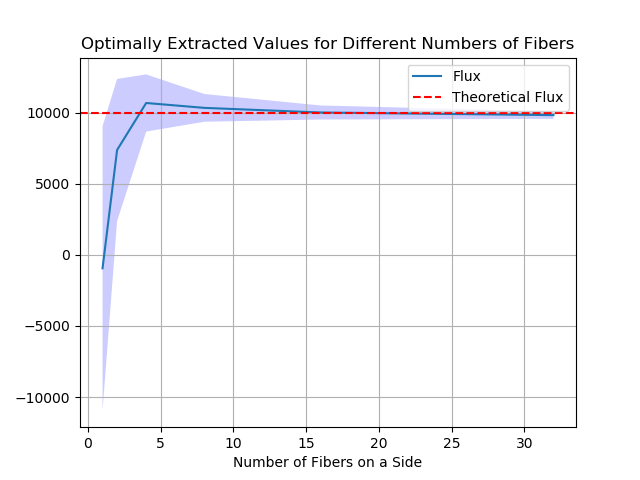 Optimally Extracted Values for Different Numbers of Fibers
Flux
Theoretical Flux
10000
5000
0
−5000
−10000
0 5 10 15 20 25 30
Number of Fibers on a Side